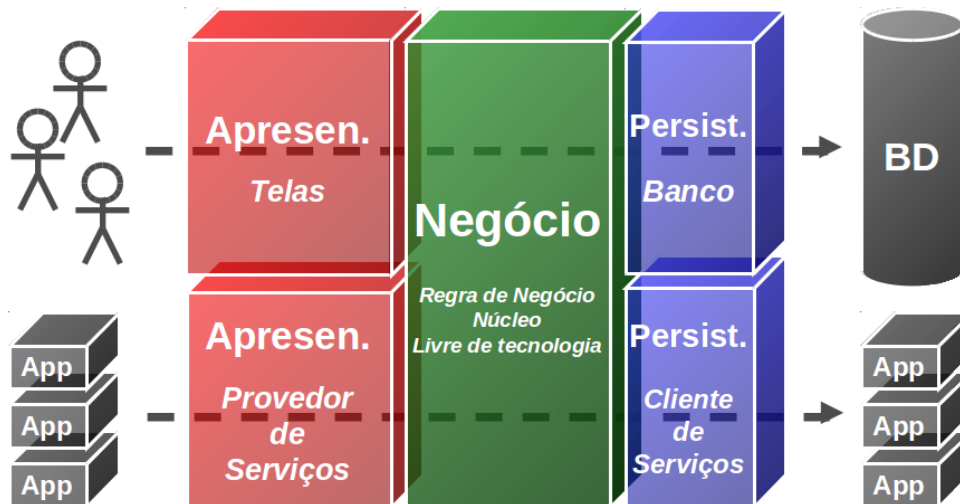 Apresen.
Telas
Negócio
Regra de Negócio
Núcleo
Livre de tecnologia
Persist.
Banco
BD
App
App
App
Apresen.
Provedor
de
Serviços
Persist.
Cliente
de
Serviços
App
App
App